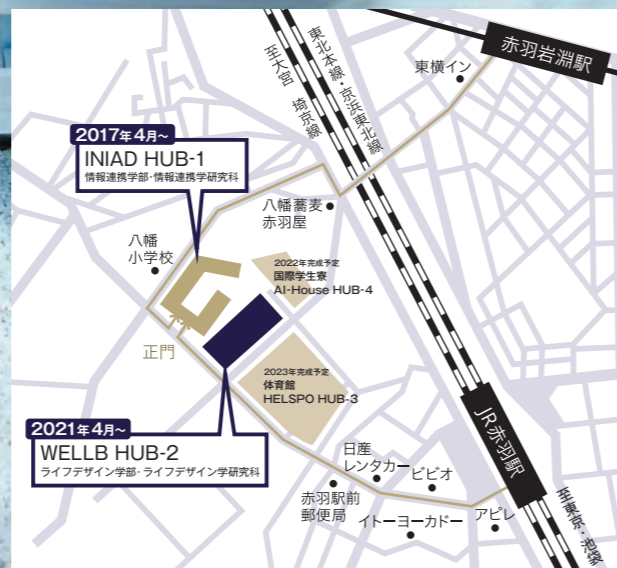 赤羽岩淵駅
東横イン
東北本線・京浜東北線
埼京線
至大宮
2017年4月～
INIAD HUB-1
情報連携学部・情報連携学研究科
八幡蕎麦
赤羽屋
八幡
小学校
2022年完成予定
国際学生寮
AI-House HUB-4
正門
2023年完成予定
体育館
HELSPO HUB-3
2021年4月～
WELLB HUB-2
ライフデザイン学部・ライフデザイン学研究科
JR赤羽駅
日産
レンタカー
ビビオ
赤羽駅前
郵便局
イトーヨーカドー
アピレ
至東京・池袋